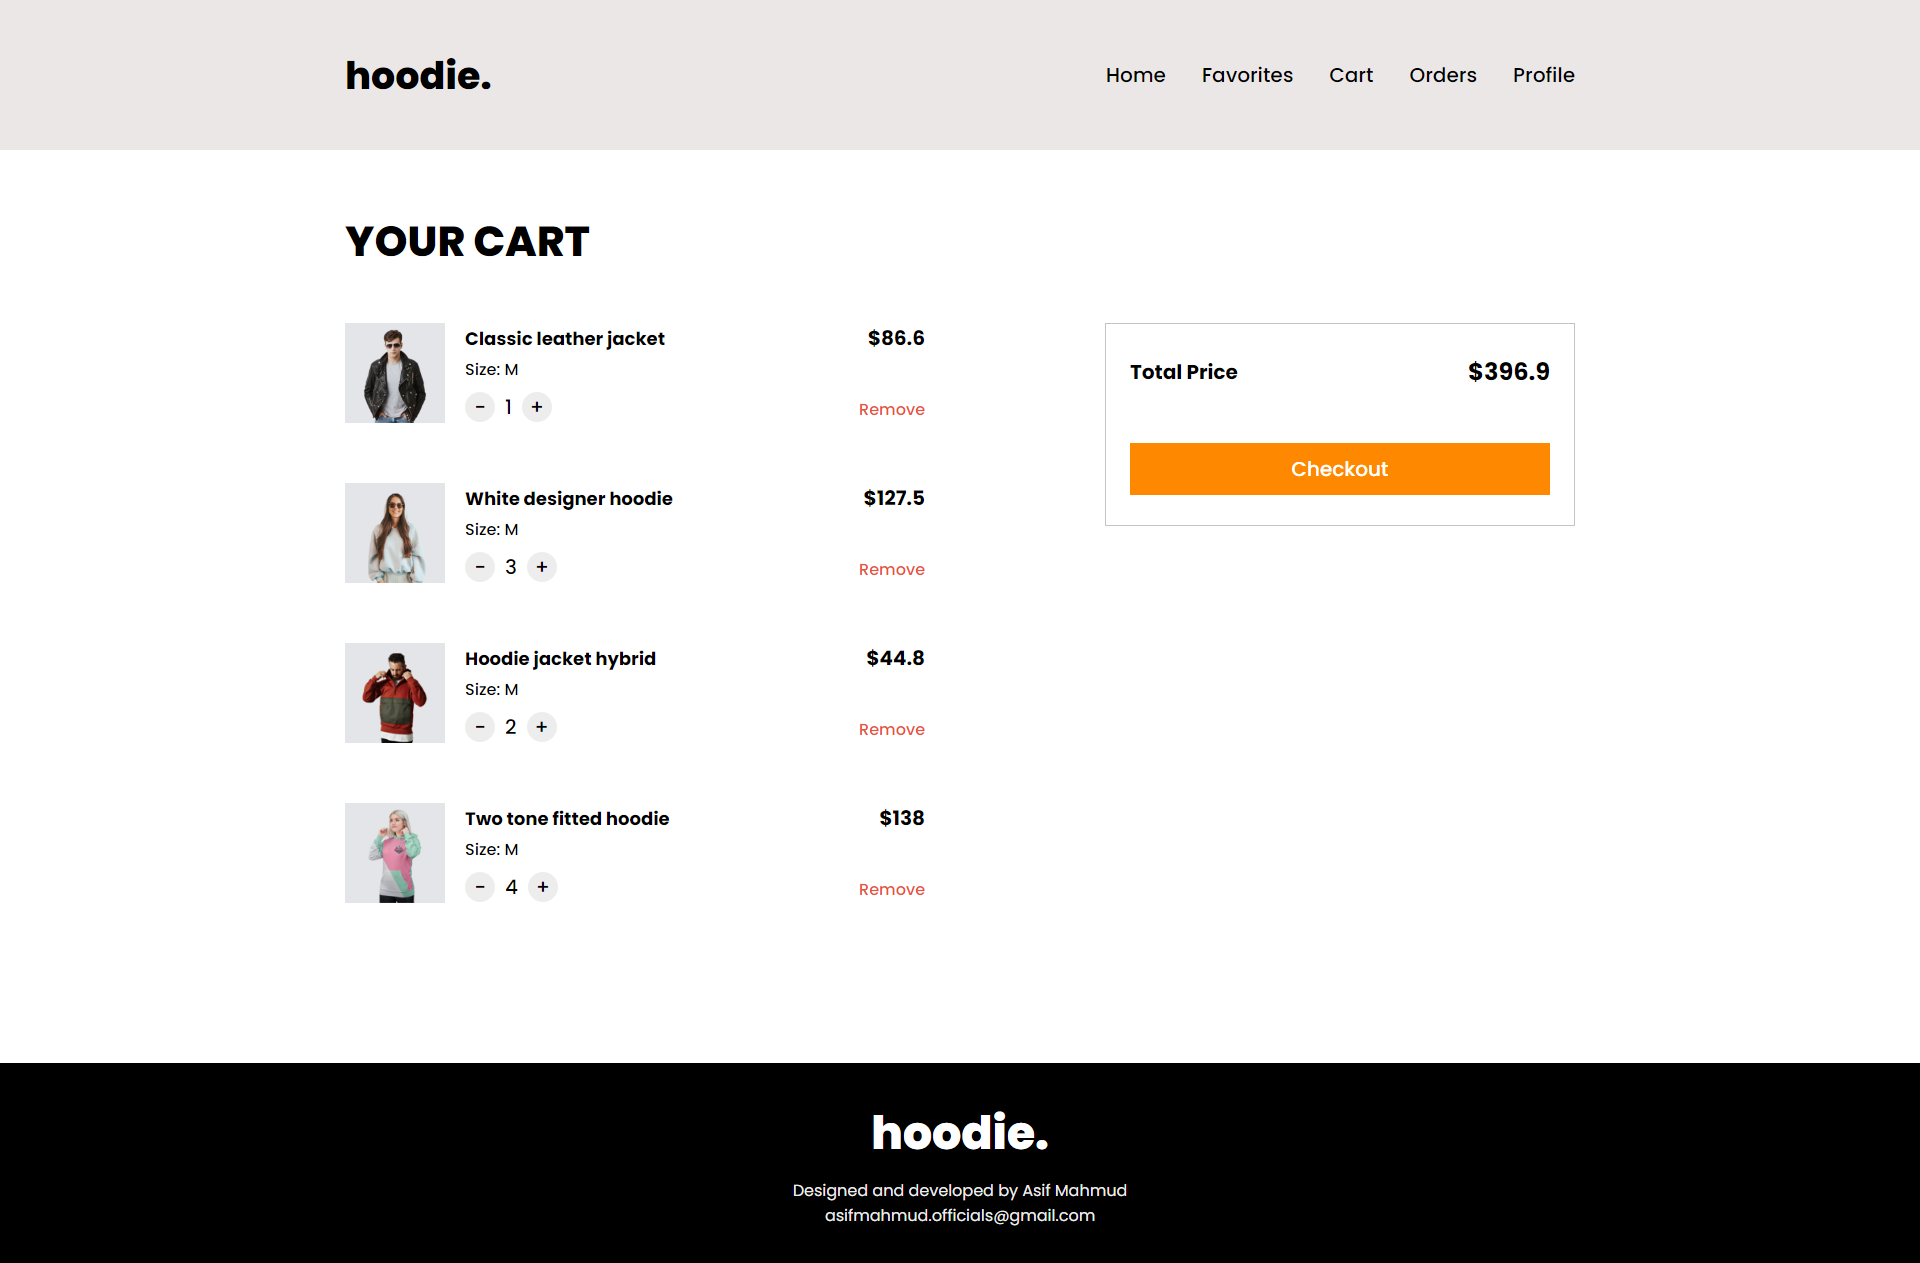 hoodie.
Home Favorites Cart Orders Profile
YOUR CART
Classic leather jacket $86.6
Size: M
- 1 + Remove
White designer hoodie $127.5
Size: M
- 3 + Remove
Hoodie jacket hybrid $44.8
Size: M
- 2 + Remove
Two tone fitted hoodie $138
Size: M
- 4 + Remove
Total Price $396.9
Checkout
hoodie.
Designed and developed by Asif Mahmud
asifmahmud.officials@gmail.com